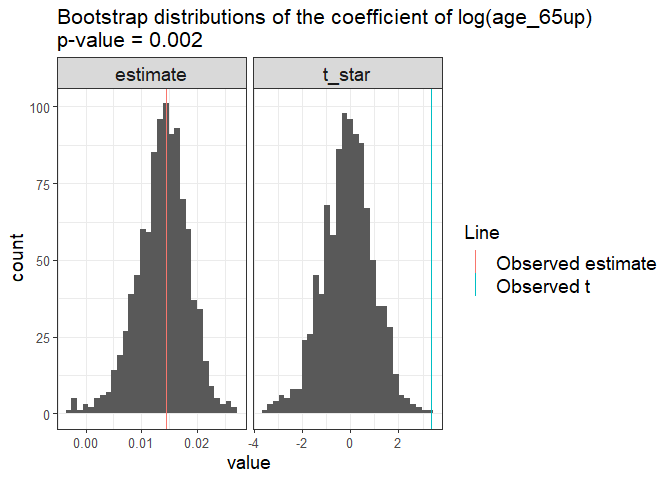 Bootstrap distributions of the coefficient of log(age_65up)
p-value = 0.002
estimate
t_star
100
75
50
25
0
count
0.00
0.01
0.02
-4
-2
0
2
value
Line
Observed estimate
Observed t